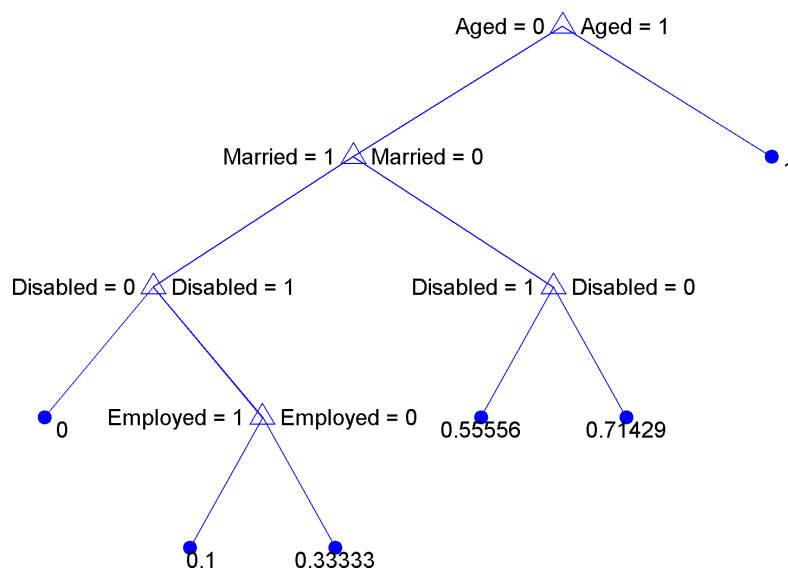 Aged = 0 Aged = 1
Married = 1 Married = 0
Disabled = 0 Disabled = 1 Disabled = 1 Disabled = 0
0 Employed = 1 Employed = 0 0.55556 0.71429
0.1 0.33333